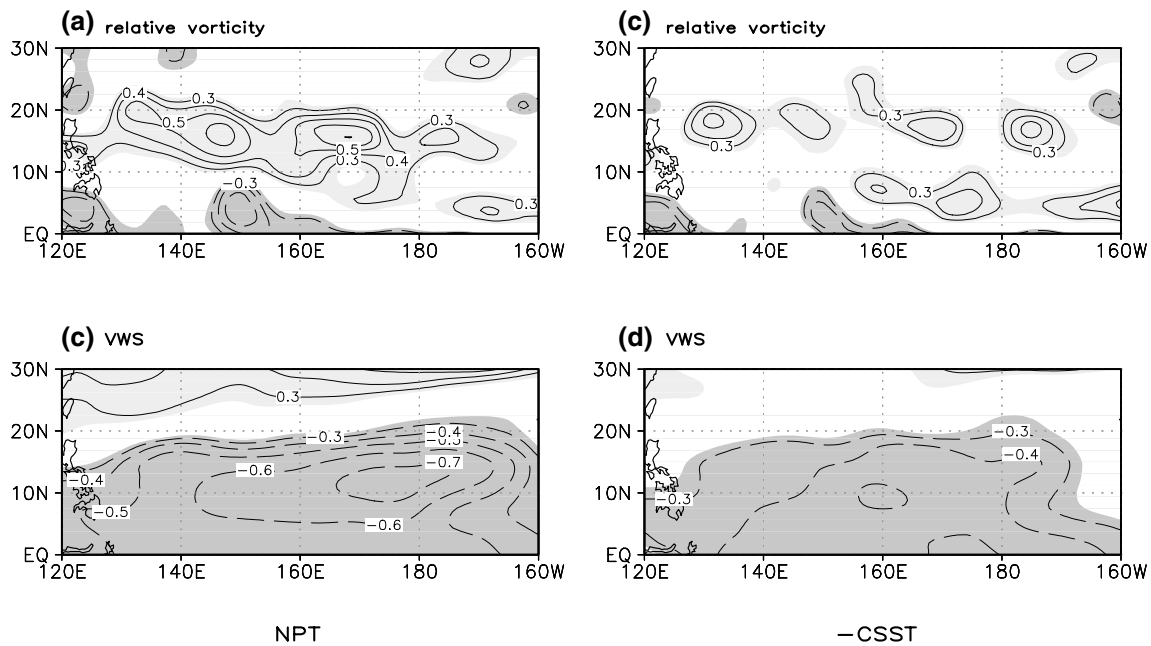 (a) relative vorticity
30N
20N
10N
EQ
120E 140E 160E 180 160W
0.4 0.3
0.5
0.3
0.5
0.3 0.4
0.3
−0.3
0.3
(c) relative vorticity
30N
20N
10N
EQ
120E 140E 160E 180 160W
0.3
0.3
0.3
0.3
(c) VWS
30N
20N
10N
EQ
120E 140E 160E 180 160W
0.3
−0.3
−0.4
−0.5
−0.7
−0.6
−0.4
−0.5
−0.6
(d) VWS
30N
20N
10N
EQ
120E 140E 160E 180 160W
−0.3
−0.4
−0.3
NPT
−CSST